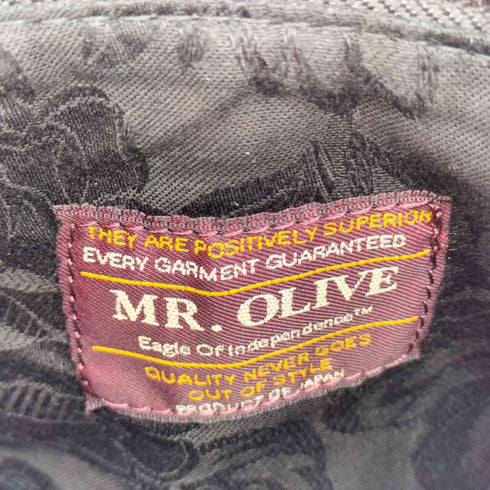 THEY ARE POSITIVELY SUPERIOR
EVERY GARMENT GUARANTEED
MR. OLIVE
Eagle Of Independence™
QUALITY NEVER GOES
OUT OF STYLE
PRODUCT OF JAPAN